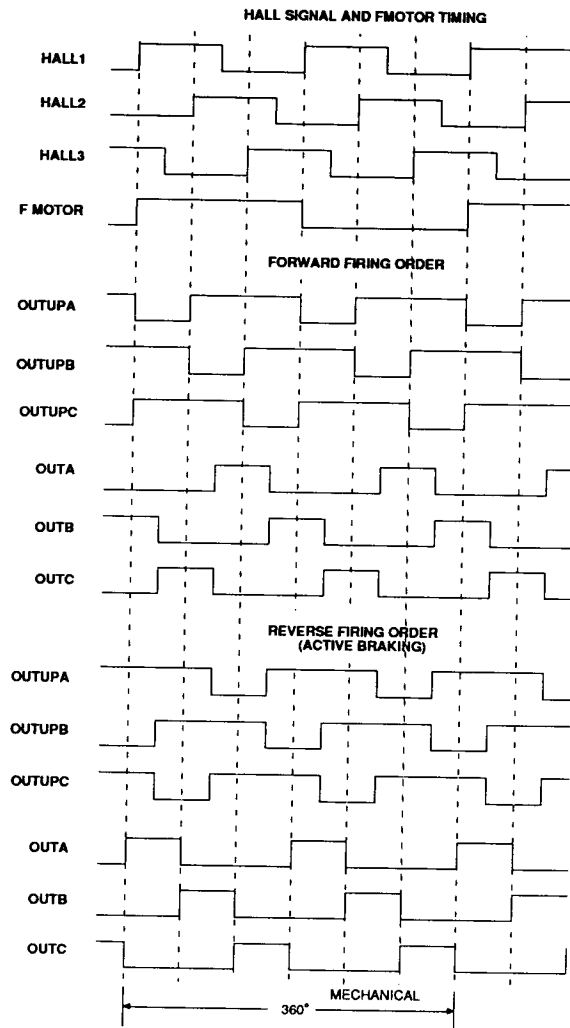 HALL SIGNAL AND FMOTOR TIMING
HALL1
HALL2
HALL3
F MOTOR
FORWARD FIRING ORDER
OUTUPA
OUTUPB
OUTUPC
OUTA
OUTB
OUTC
REVERSE FIRING ORDER
(ACTIVE BRAKING)
OUTUPA
OUTUPB
OUTUPC
OUTA
OUTB
OUTC
MECHANICAL
360°